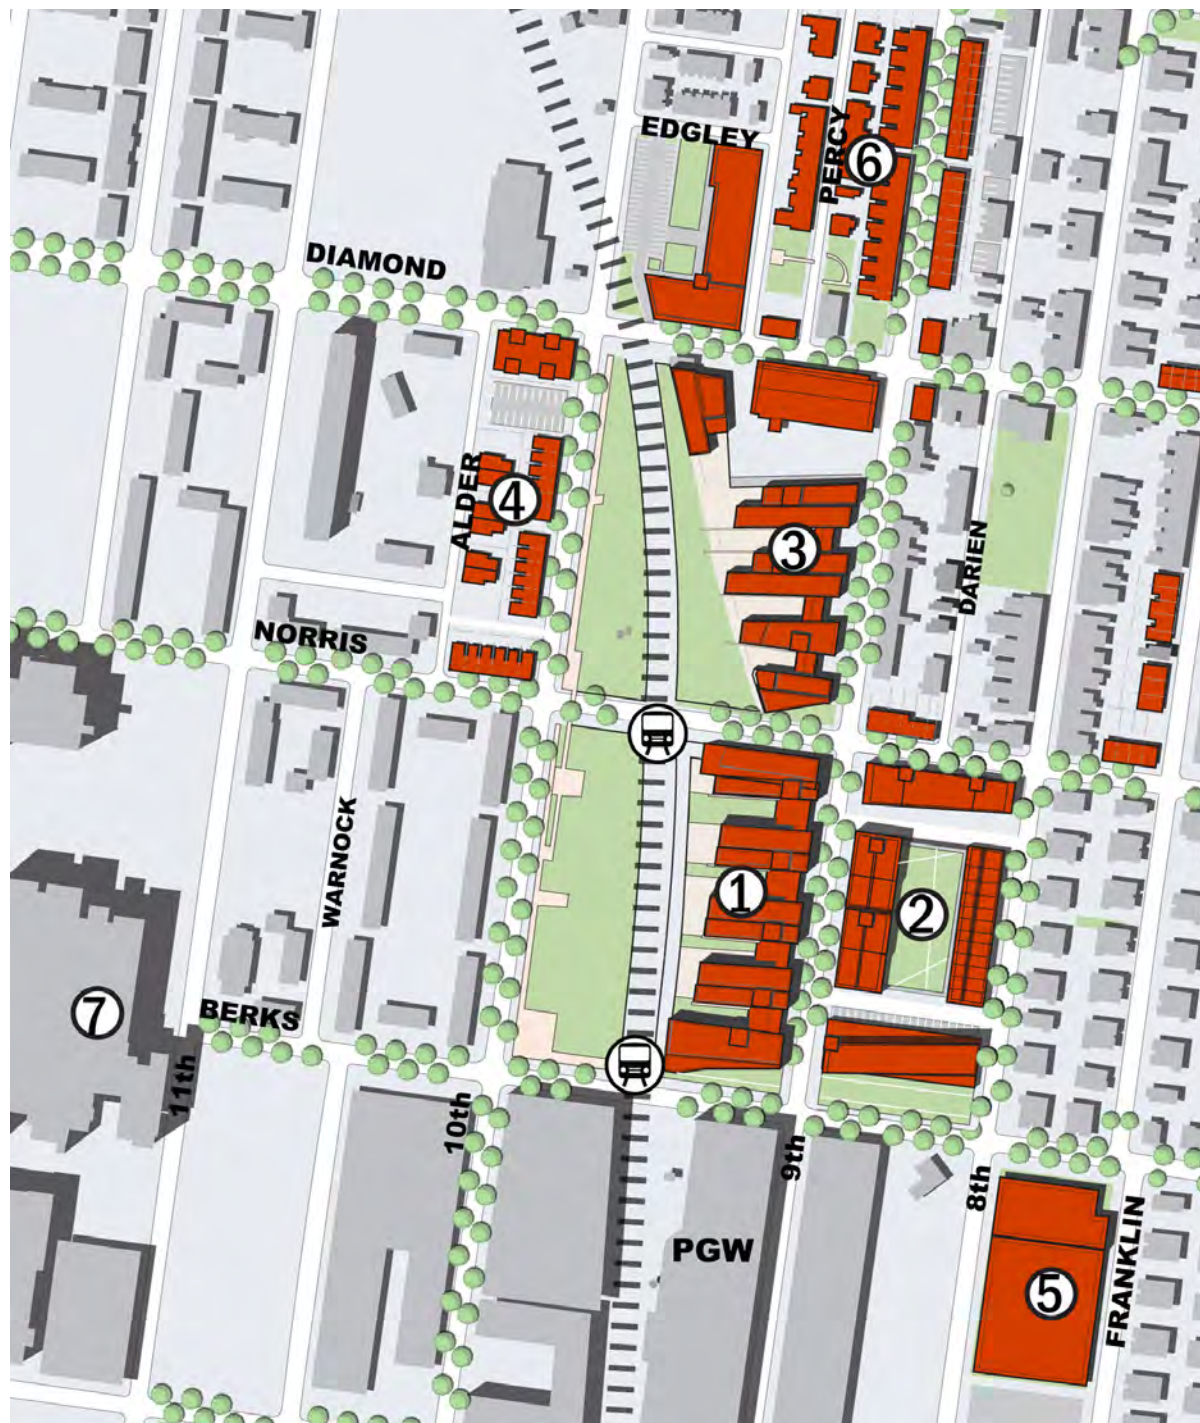 EDGLEY
PERCY
6
DIAMOND
ALDER
4
3
DARIEN
NORRIS
WARNOCK
1
2
7
BERKS
11th
10th
9th
8th
PGW
FRANKLIN
5